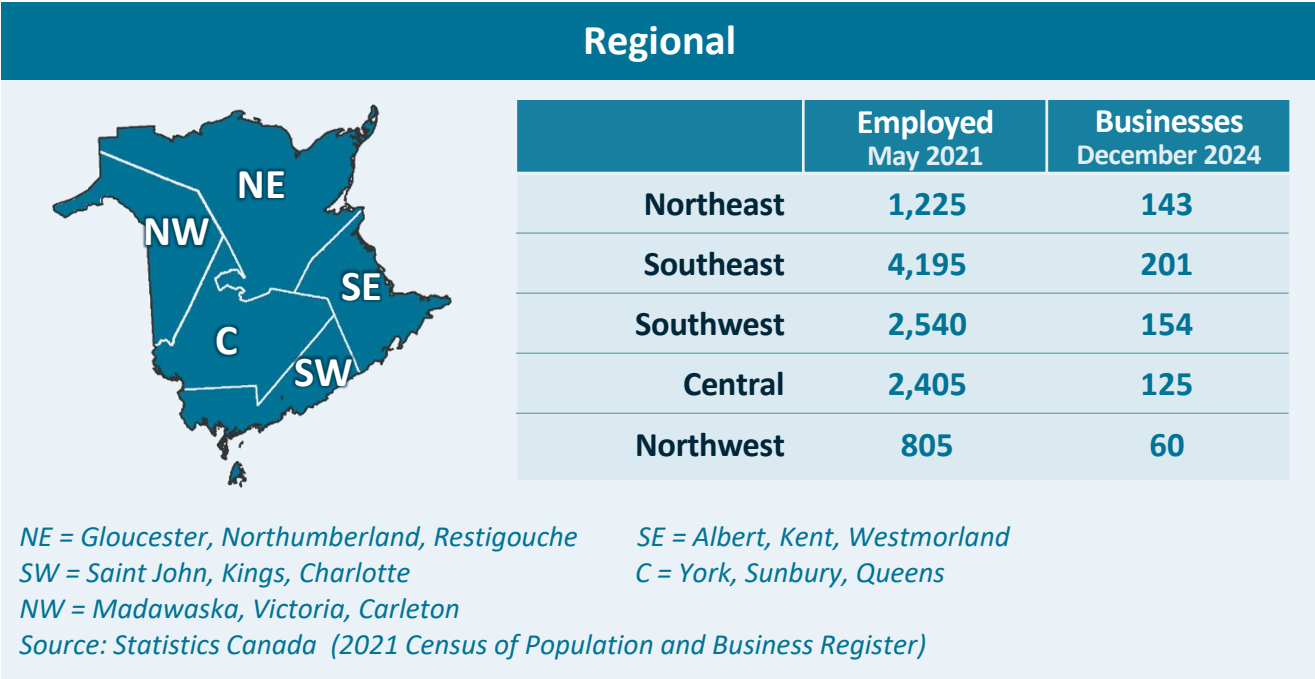 Regional
NE
NW
SE
C
SW
Employed Businesses
May 2021 December 2024
Northeast 1,225 143
Southeast 4,195 201
Southwest 2,540 154
Central 2,405 125
Northwest 805 60
NE = Gloucester, Northumberland, Restigouche SE = Albert, Kent, Westmorland
SW = Saint John, Kings, Charlotte C = York, Sunbury, Queens
NW = Madawaska, Victoria, Carleton
Source: Statistics Canada (2021 Census of Population and Business Register)